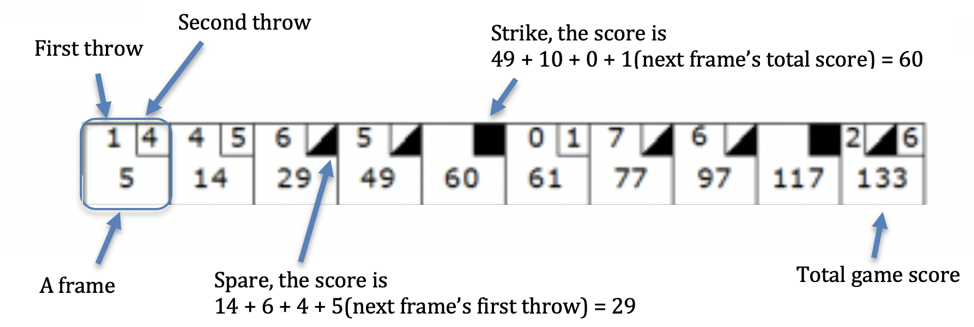 Second throw
First throw
Strike, the score is
49 + 10 + 0 + 1(next frame's total score) = 60
1 4 4 5 6 5 0 1 7 6 2 6
5 14 29 49 60 61 77 97 117 133
A frame
Spare, the score is
14 + 6 + 4 + 5(next frame's first throw) = 29
Total game score